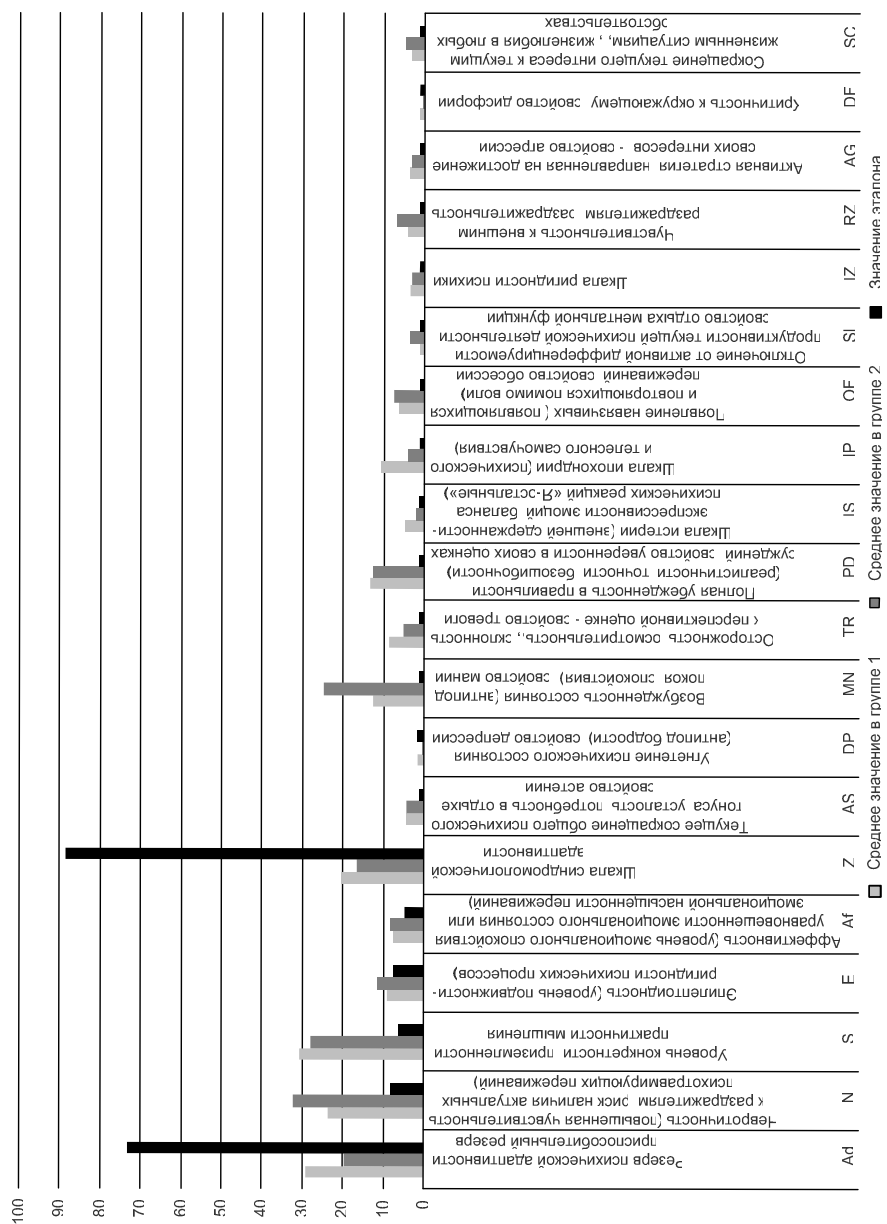 100
90
80
70
60
50
40
30
20
10
0
Резерв психической адаптивности
приспособительный резерв
Ad
Невротичность (повышенная чувствительность
к раздражителям риск наличия актуальных
психотравмирующих переживаний)
N
Уровень конкретности приземленности
практичности мышления
S
Эпилептоидность (уровень подвижности-
ригидности психических процессов)
E
Аффективность (уровень эмоционального спокойствия
уравновешенности эмоционального состояния или
эмоциональной насыщенности переживаний)
Af
Шкала синдромологической
адаптивности
Z
Текущее сокращение общего психического
тонуса усталость потребность в отдыхе
свойство астении
AS
Угнетение психического состояния
(антипод бодрости) свойство депрессии
DP
Возбужденность состояния (антипод
покоя спокойствия) свойство мании
MN
Осторожность осмотрительность,, склонность
к перспективной оценке - свойство тревоги
TR
Полная убежденность в правильности
(реалистичности точности безошибочности)
суждений свойство уверенности в своих оценках
PD
Шкала истерии (внешней сдержанности-
экспрессивности эмоций баланса
психических реакций «Я-остальные»)
IS
Шкала ипохондрии (психического
и телесного самочувствия)
IP
Появление навязчивых ( появляющихся
и повторяющихся помимо воли)
переживаний свойство обсессии
OF
Отключение от активной дифференцируемости
продуктивности текущей психической деятельности
свойство отдыха ментальной функции
SI
Шкала ригидности психики
IZ
Чувствительность к внешним
раздражителям раздражительность
RZ
Активная стратегия направленная на достижение
своих интересов - свойство агрессии
AG
Критичность к окружающему свойство дисфории
DF
Сокращение текущего интереса к текущим
жизненным ситуациям, , жизнелюбия в любых
обстоятельствах
SC
Среднее значение в группе 1
Среднее значение в группе 2
Значение эталона